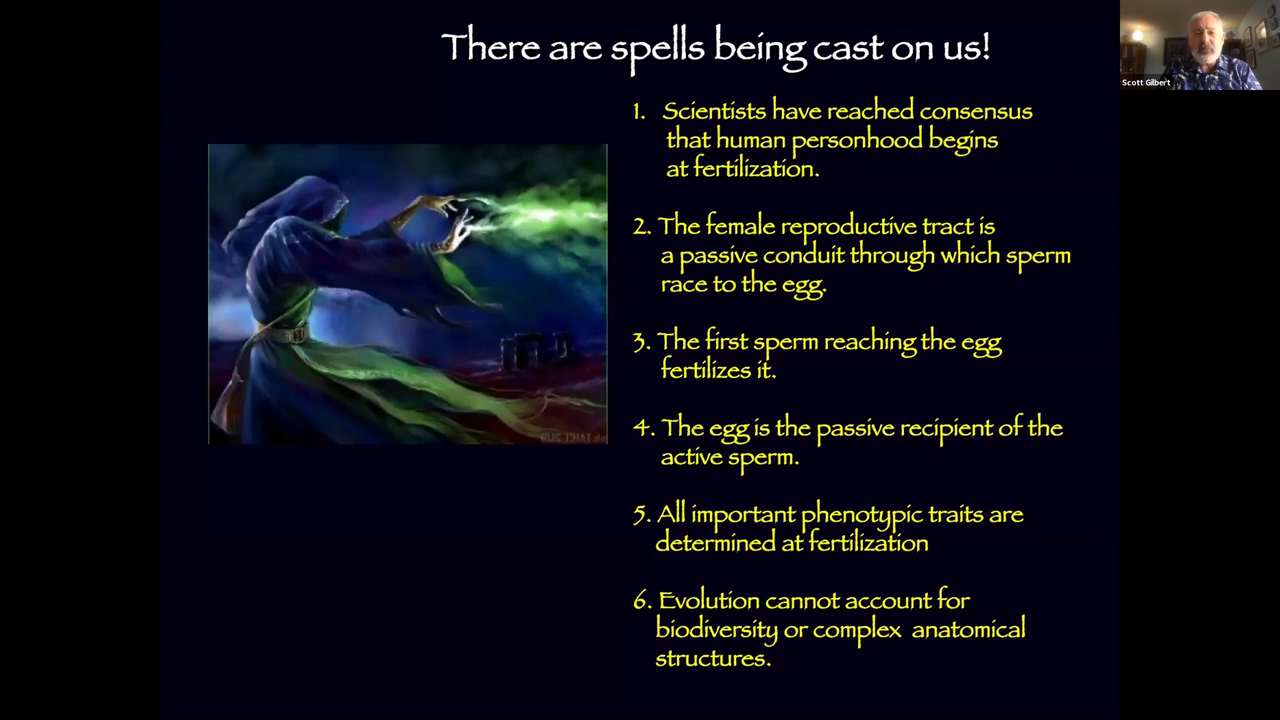 There are spells being cast on us!
Scott Gilbert
1. Scientists have reached consensus
that human personhood begins
at fertilization.
2. The female reproductive tract is
a passive conduit through which sperm
race to the egg.
3. The first sperm reaching the egg
fertilizes it.
4. The egg is the passive recipient of the
active sperm.
5. All important phenotypic traits are
determined at fertilization
6. Evolution cannot account for
biodiversity or complex anatomical
structures.